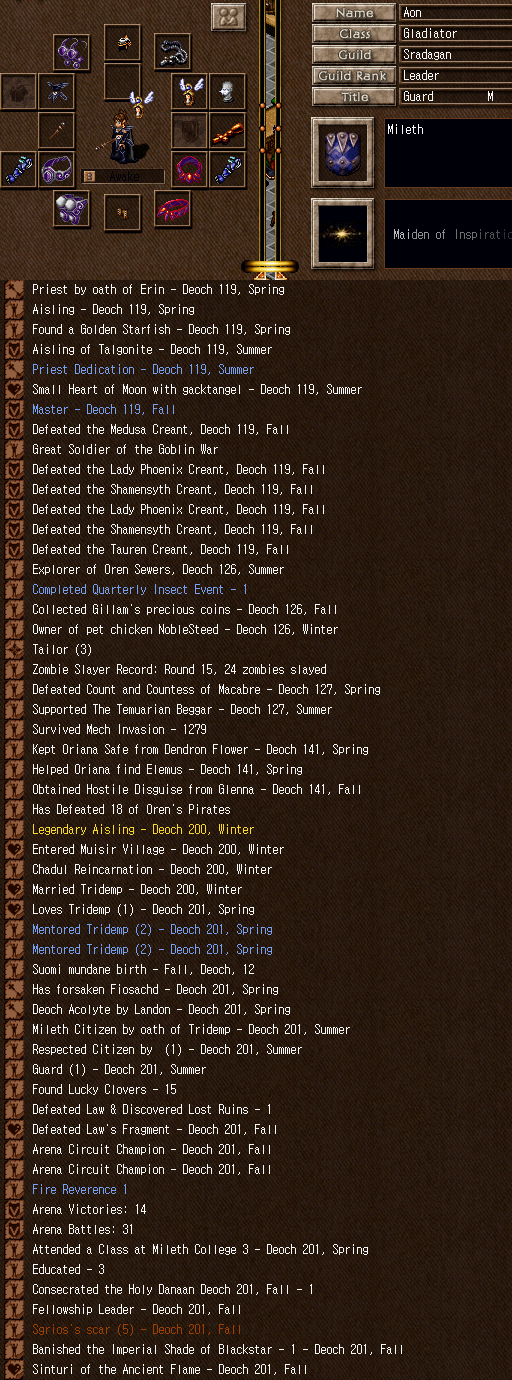 Name Aon
Class Gladiator
Guild Sradagan
Guild Rank Leader
Title Guard M
Mileth
8 Awake
Maiden of Inspiratio
Priest by oath of Erin - Deoch 119, Spring
Aisling - Deoch 119, Spring
Found a Golden Starfish - Deoch 119, Spring
Aisling of Talgonite - Deoch 119, Summer
Priest Dedication - Deoch 119, Summer
Small Heart of Moon with gacktangel - Deoch 119, Summer
Master - Deoch 119, Fall
Defeated the Medusa Creant, Deoch 119, Fall
Great Soldier of the Goblin War
Defeated the Lady Phoenix Creant, Deoch 119, Fall
Defeated the Shamensyth Creant, Deoch 119, Fall
Defeated the Lady Phoenix Creant, Deoch 119, Fall
Defeated the Shamensyth Creant, Deoch 119, Fall
Defeated the Tauren Creant, Deoch 119, Fall
Explorer of Oren Sewers, Deoch 126, Summer
Completed Quarterly Insect Event - 1
Collected Gillam's precious coins - Deoch 126, Fall
Owner of pet chicken NobleSteed - Deoch 126, Winter
Tailor (3)
Zombie Slayer Record: Round 15, 24 zombies slayed
Defeated Count and Countess of Macabre - Deoch 127, Spring
Supported The Temuarian Beggar - Deoch 127, Summer
Survived Mech Invasion - 1279
Kept Oriana Safe from Dendron Flower - Deoch 141, Spring
Helped Oriana find Elemus - Deoch 141, Spring
Obtained Hostile Disguise from Glenna - Deoch 141, Fall
Has Defeated 18 of Oren's Pirates
Legendary Aisling - Deoch 200, Winter
Entered Muisir Village - Deoch 200, Winter
Chadul Reincarnation - Deoch 200, Winter
Married Tridemp - Deoch 200, Winter
Loves Tridemp (1) - Deoch 201, Spring
Mentored Tridemp (2) - Deoch 201, Spring
Mentored Tridemp (2) - Deoch 201, Spring
Suomi mundane birth - Fall, Deoch, 12
Has forsaken Fiosachd - Deoch 201, Spring
Deoch Acolyte by Landon - Deoch 201, Spring
Mileth Citizen by oath of Tridemp - Deoch 201, Summer
Respected Citizen by (1) - Deoch 201, Summer
Guard (1) - Deoch 201, Summer
Found Lucky Clovers - 15
Defeated Law & Discovered Lost Ruins - 1
Defeated Law's Fragment - Deoch 201, Fall
Arena Circuit Champion - Deoch 201, Fall
Arena Circuit Champion - Deoch 201, Fall
Fire Reverence 1
Arena Victories: 14
Arena Battles: 31
Attended a Class at Mileth College 3 - Deoch 201, Spring
Educated - 3
Consecrated the Holy Danaan Deoch 201, Fall - 1
Fellowship Leader - Deoch 201, Fall
Sgrios's scar (5) - Deoch 201, Fall
Banished the Imperial Shade of Blackstar - 1 - Deoch 201, Fall
Sinturi of the Ancient Flame - Deoch 201, Fall